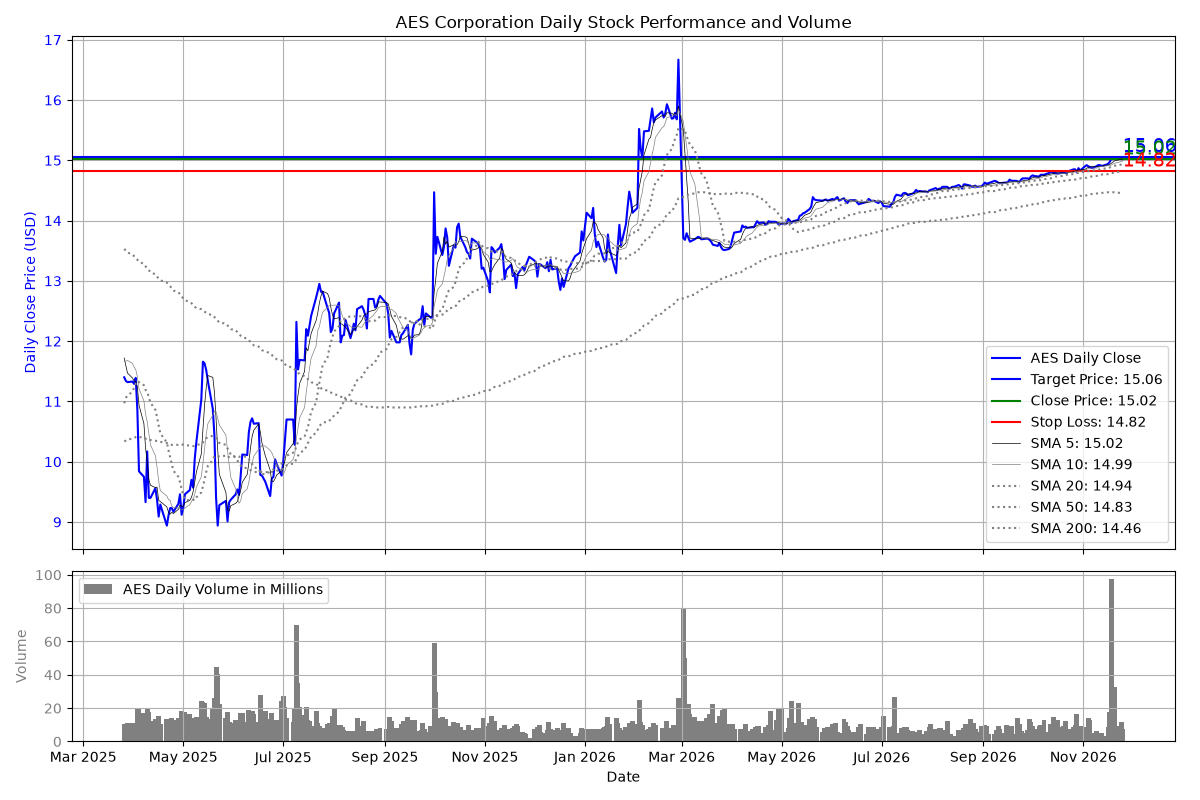 AES Corporation Daily Stock Performance and Volume
Daily Close Price (USD)
17
16
15
14
13
12
11
10
9
15.06
14.82
AES Daily Close
Target Price: 15.06
Close Price: 15.02
Stop Loss: 14.82
SMA 5: 15.02
SMA 10: 14.99
SMA 20: 14.94
SMA 50: 14.83
SMA 200: 14.46
Volume
100
80
60
40
20
0
AES Daily Volume in Millions
Mar 2025
May 2025
Jul 2025
Sep 2025
Nov 2025
Jan 2026
Mar 2026
May 2026
Jul 2026
Sep 2026
Nov 2026
Date